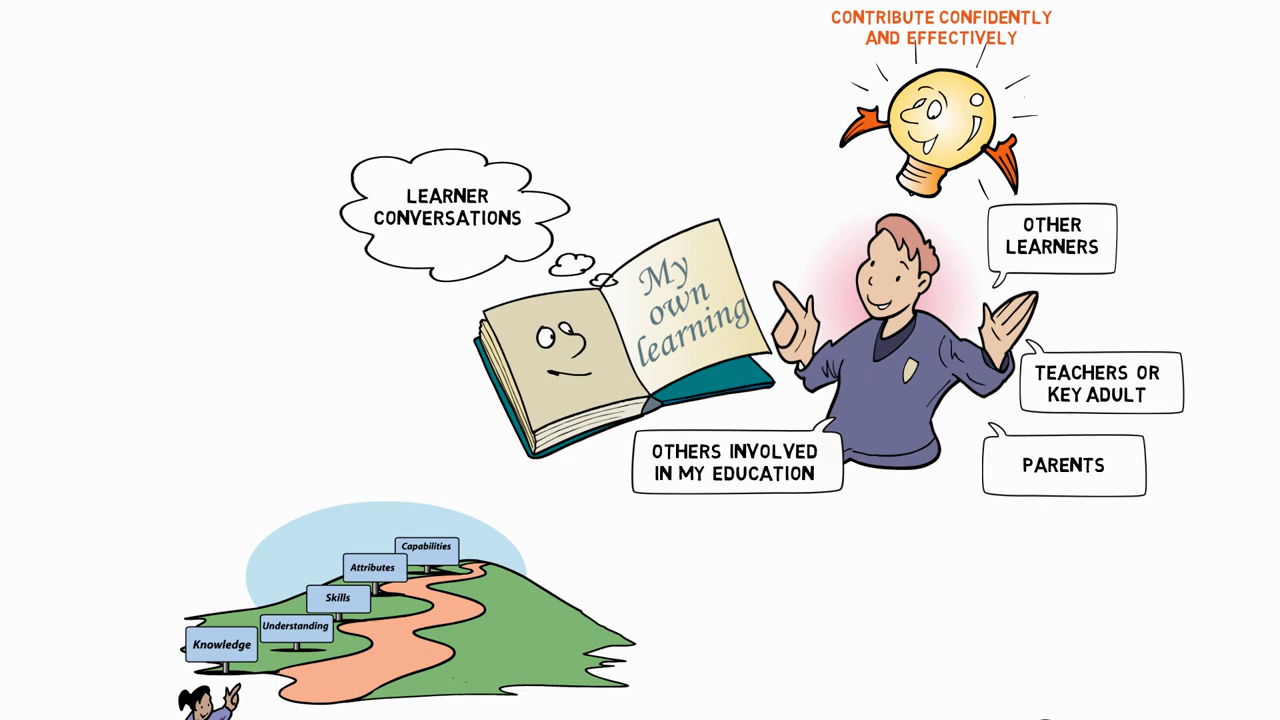 CONTRIBUTE CONFIDENTLY
AND EFFECTIVELY
LEARNER
CONVERSATIONS
My
own
learning
OTHER
LEARNERS
TEACHERS OR
KEY ADULT
OTHERS INVOLVED
IN MY EDUCATION
PARENTS
Capabilities
Attributes
Skills
Understanding
Knowledge